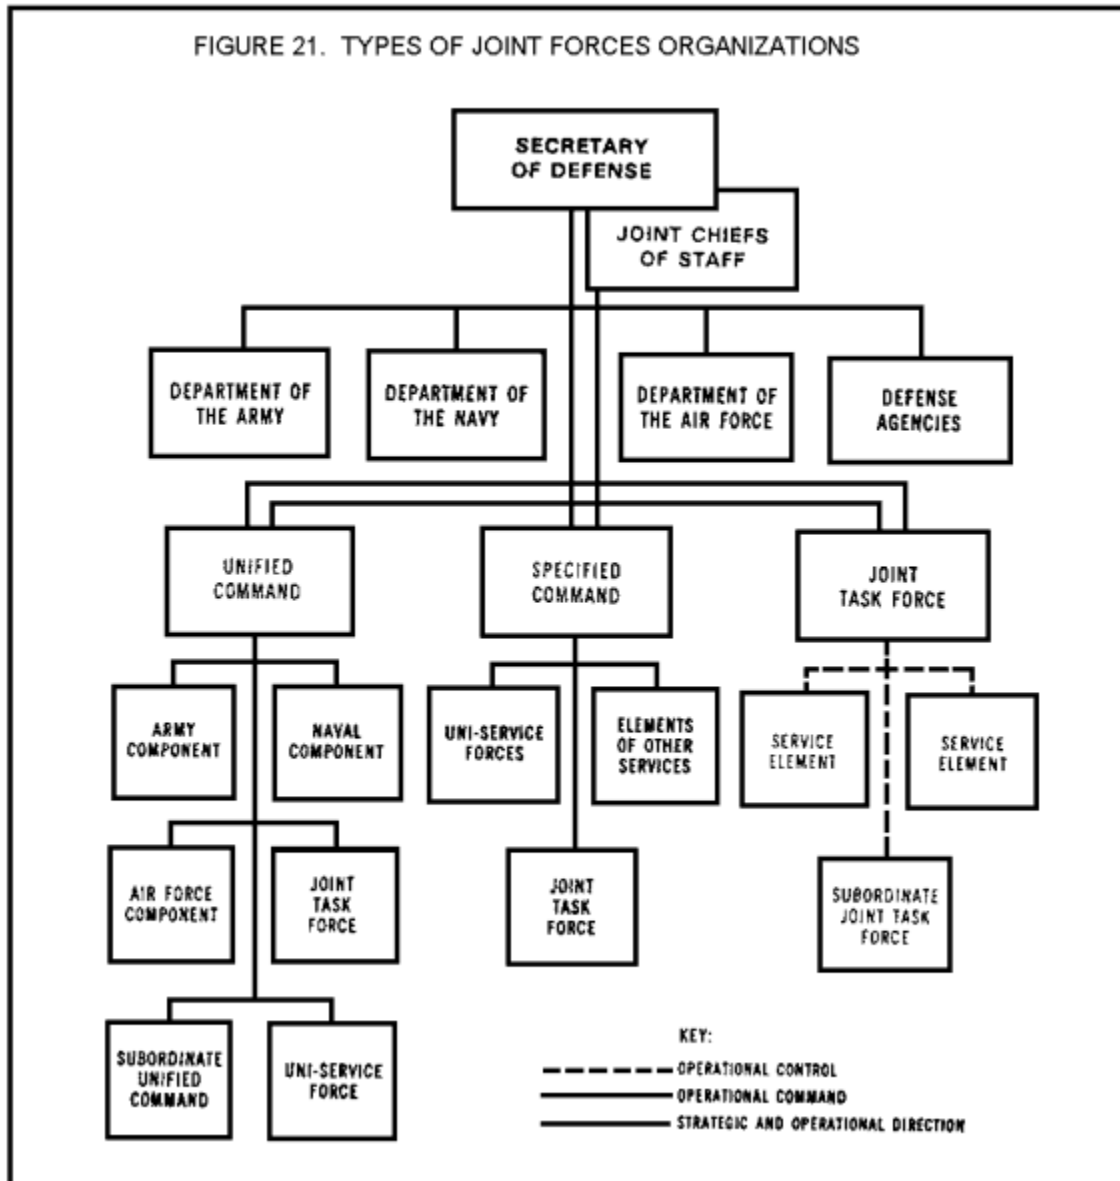 FIGURE 21. TYPES OF JOINT FORCES ORGANIZATIONS
SECRETARY
OF DEFENSE
JOINT CHIEFS
OF STAFF
DEPARTMENT OF
THE ARMY
DEPARTMENT OF
THE NAVY
DEPARTMENT OF
THE AIR FORCE
DEFENSE
AGENCIES
UNIFIED
COMMAND
SPECIFIED
COMMAND
JOINT
TASK FORCE
ARMY
COMPONENT
NAVAL
COMPONENT
UNI-SERVICE
FORCES
ELEMENTS
OF OTHER
SERVICES
SERVICE
ELEMENT
SERVICE
ELEMENT
AIR FORCE
COMPONENT
JOINT
TASK
FORCE
JOINT
TASK
FORCE
SUBORDINATE
JOINT TASK
FORCE
SUBORDINATE
UNIFIED
COMMAND
UNI-SERVICE
FORCE
KEY:
OPERATIONAL CONTROL
OPERATIONAL COMMAND
STRATEGIC AND OPERATIONAL DIRECTION